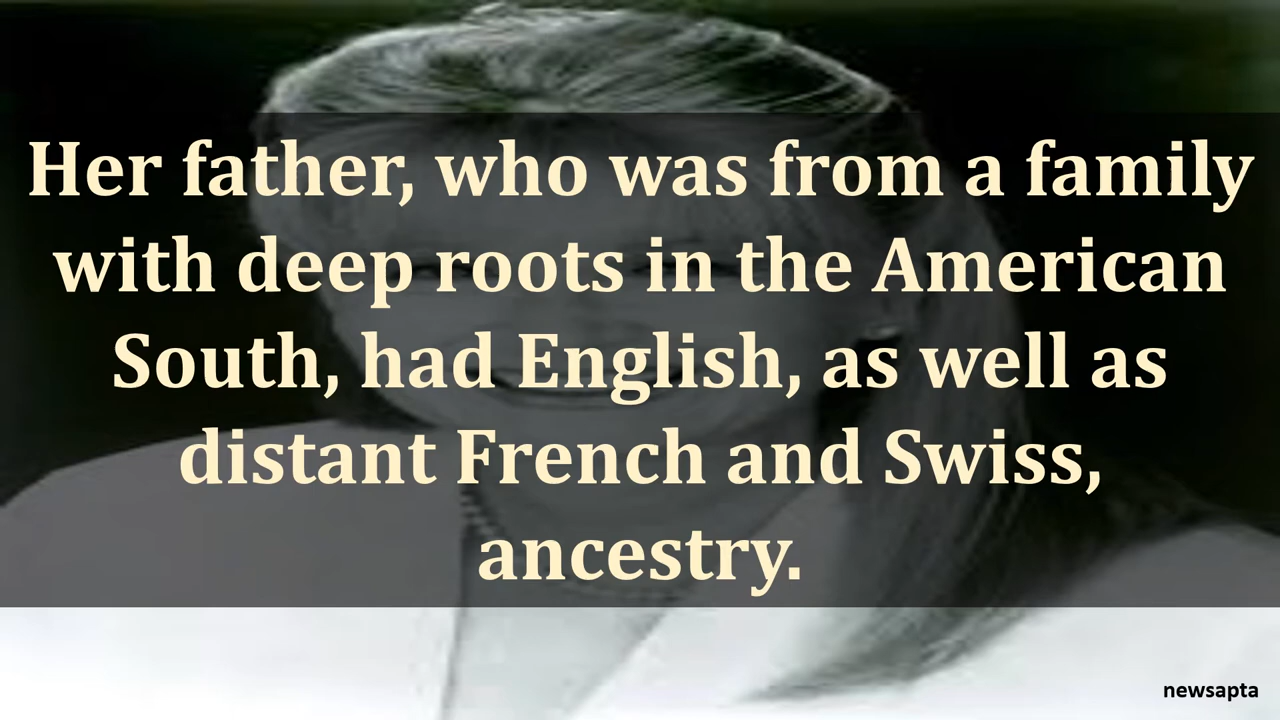 Her father, who was from a family
with deep roots in the American
South, had English, as well as
distant French and Swiss,
ancestry.
newsapta